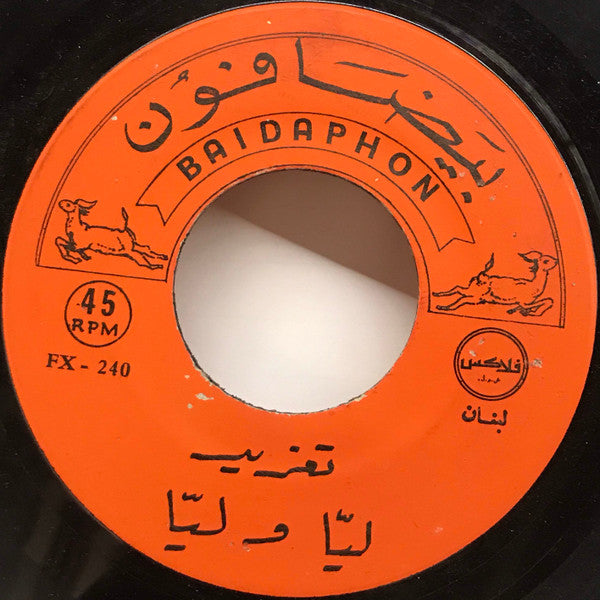 بيضافون
BAIDAPHON
45
RPM
FX - 240
فلاكس
لبنان
تغريد
ليّا و ليّا